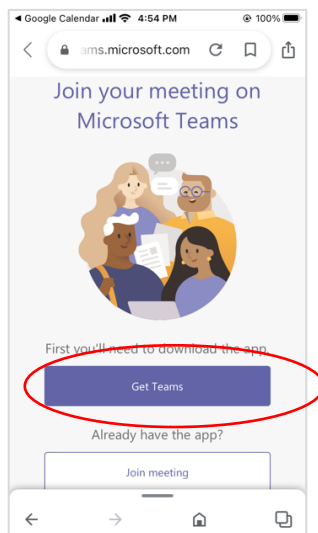 Google Calendar 4:54 PM 100%
ams.microsoft.com
Join your meeting on
Microsoft Teams
First you'll need to download the app.
Get Teams
Already have the app?
Join meeting